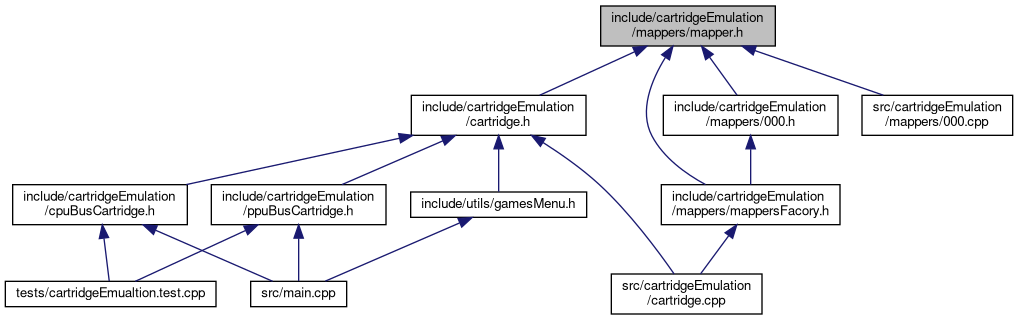 include/cartridgeEmulation
/mappers/mapper.h
include/cartridgeEmulation
/cartridge.h
include/cartridgeEmulation
/mappers/000.h
src/cartridgeEmulation
/mappers/000.cpp
include/cartridgeEmulation
/cpuBusCartridge.h
include/cartridgeEmulation
/ppuBusCartridge.h
include/utils/gamesMenu.h
include/cartridgeEmulation
/mappers/mappersFacory.h
tests/cartridgeEmualtion.test.cpp
src/main.cpp
src/cartridgeEmulation
/cartridge.cpp